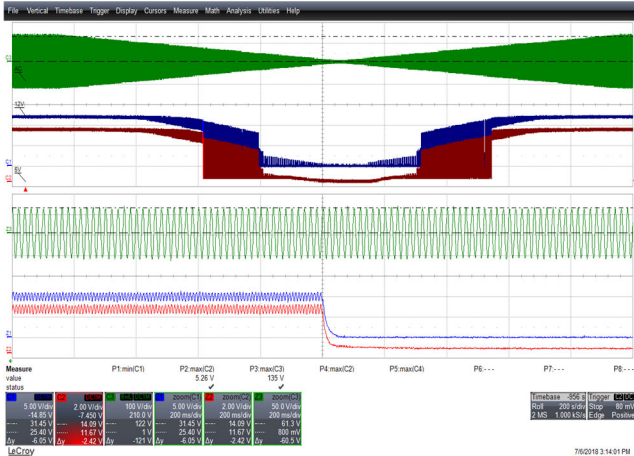 File Vertical Timebase Trigger Display Cursors Measure Math Analysis Utilities Help
12V
5V
Measure P1:min(C1) P2:max(C2) P3:max(C3) P4:max(C2) P5:max(C4) P6:- - - P7:- - - P8:- - -
value 5.26 V 135 V
status
zoom(C1) zoom(C2) zoom(C3) Timebase -956 s Trigger
5.00 V/div 2.00 V/div 100 V/div 5.00 V/div 2.00 V/div 50.0 V/div Roll 200 s/div Stop 80 mV
-14.85 V -7.450 V 210.0 V 200 ms/div 200 ms/div 200 ms/div 2 MS 1.000 kS/s Edge Positive
31.45 V 14.09 V 122 V 31.45 V 14.09 V 61.3 V
25.40 V 11.67 V 1 V 25.40 V 11.67 V 800 mV
Δy -6.05 V Δy -2.42 V Δy -121 V Δy -6.05 V Δy -2.42 V Δy -60.5 V
LeCroy 7/6/2018 3:14:01 PM